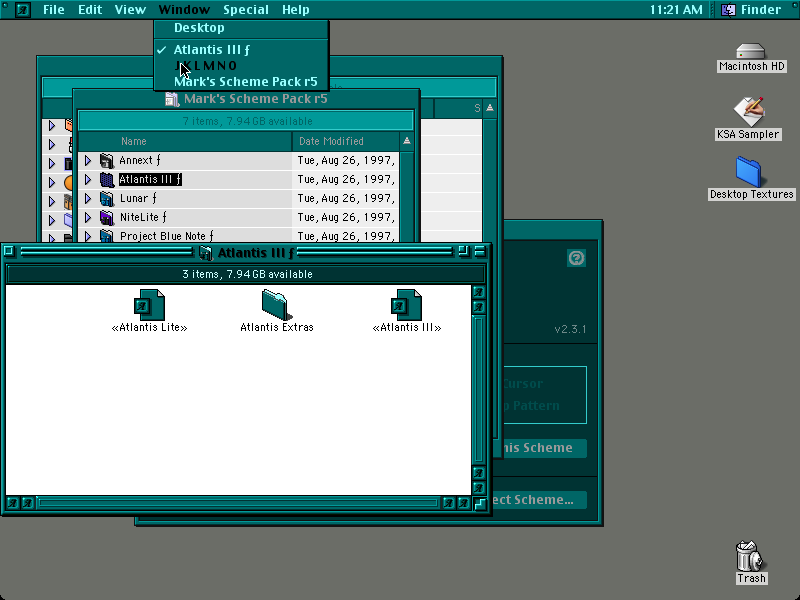 File Edit View Window Special Help 11:21 AM Finder
Desktop
✓ Atlantis III ƒ
J K L M N O
Mark's Scheme Pack r5
Macintosh HD
KSA Sampler
Desktop Textures
Trash
S
Mark's Scheme Pack r5
7 items, 7.94 GB available
Name Date Modified
Annext ƒ Tue, Aug 26, 1997,
Atlantis III ƒ Tue, Aug 26, 1997,
Lunar ƒ Tue, Aug 26, 1997,
NiteLite ƒ Tue, Aug 26, 1997,
Project Blue Note ƒ Tue, Aug 26, 1997,
Atlantis III ƒ
3 items, 7.94 GB available
«Atlantis Lite» Atlantis Extras «Atlantis III»
v2.3.1
Cursor
p Pattern
his Scheme
ect Scheme...